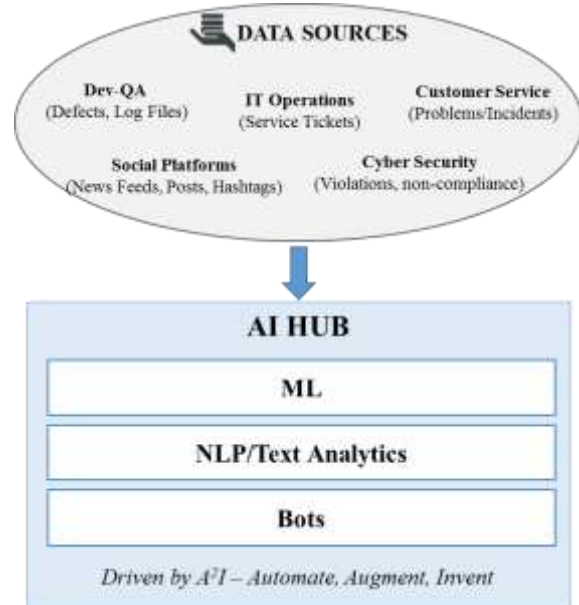 DATA SOURCES
Dev-QA
(Defects, Log Files)
IT Operations
(Service Tickets)
Customer Service
(Problems/Incidents)
Social Platforms
(News Feeds, Posts, Hashtags)
Cyber Security
(Violations, non-compliance)
AI HUB
ML
NLP/Text Analytics
Bots
Driven by A²I – Automate, Augment, Invent